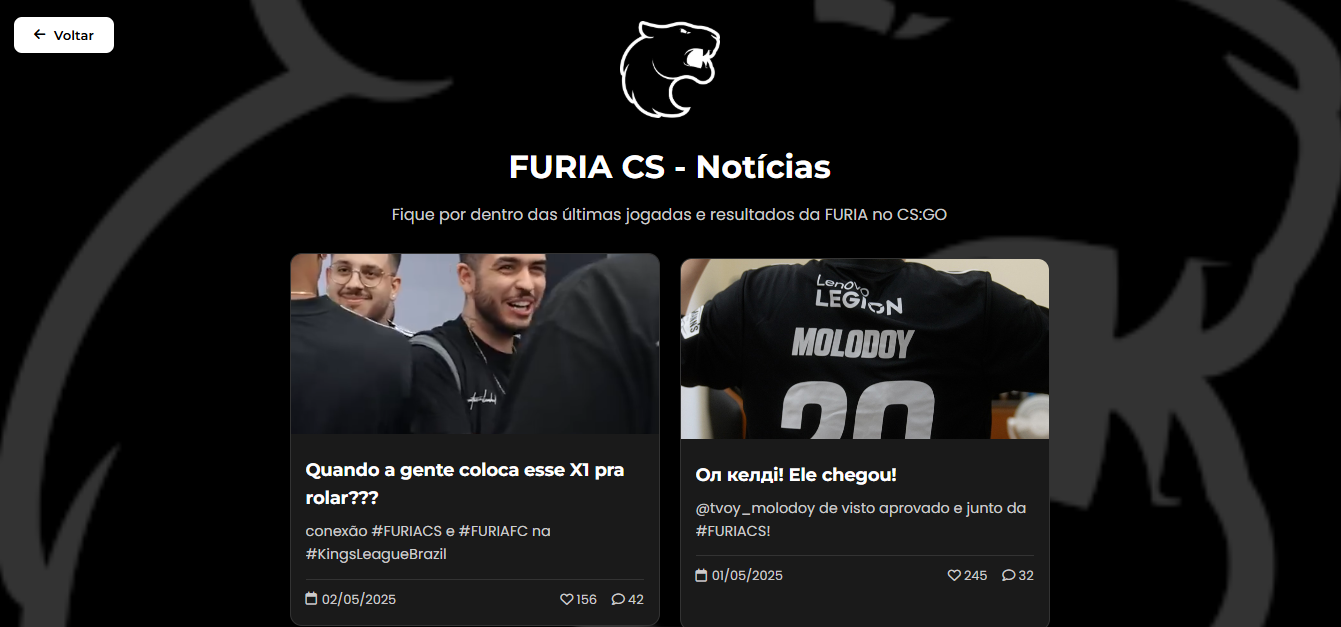 Voltar
FURIA CS - Notícias
Fique por dentro das últimas jogadas e resultados da FURIA no CS:GO
Quando a gente coloca esse X1 pra
rolar???
conexão #FURIACS e #FURIAFC na
#KingsLeagueBrazil
02/05/2025 156 42
Lenovo
LEGION
MOLODOY
20
Ол келді! Ele chegou!
@tvoy_molodoy de visto aprovado e junto da
#FURIACS!
01/05/2025 245 32